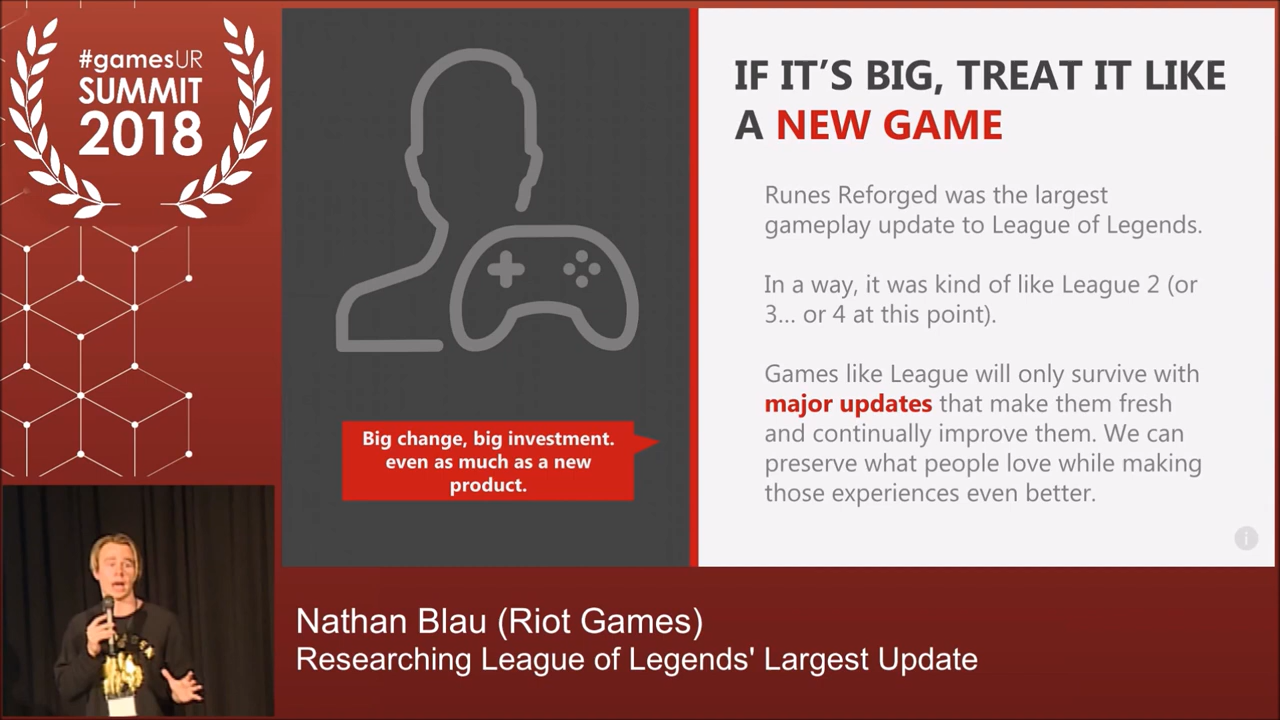 #gamesUR
SUMMIT
2018
IF IT'S BIG, TREAT IT LIKE
A NEW GAME
Runes Reforged was the largest
gameplay update to League of Legends.
In a way, it was kind of like League 2 (or
3... or 4 at this point).
Games like League will only survive with
major updates that make them fresh
and continually improve them. We can
preserve what people love while making
those experiences even better.
Big change, big investment.
even as much as a new
product.
Nathan Blau (Riot Games)
Researching League of Legends' Largest Update